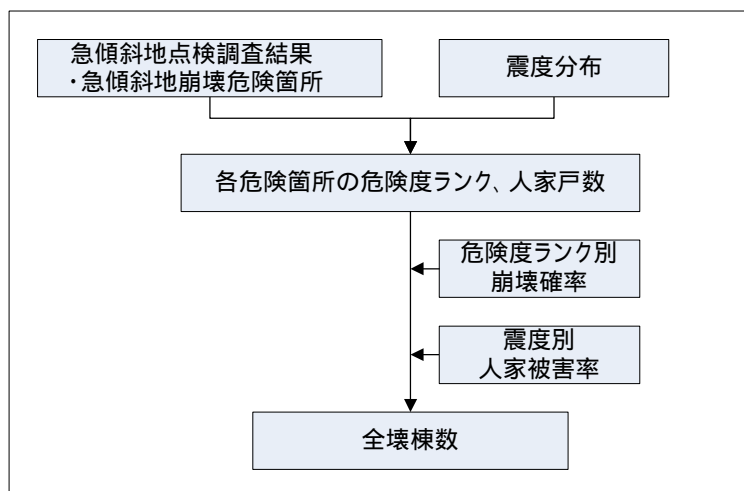 急傾斜地点検調査結果
・急傾斜地崩壊危険箇所
震度分布
各危険箇所の危険度ランク、人家戸数
危険度ランク別
崩壊確率
震度別
人家被害率
全壊棟数